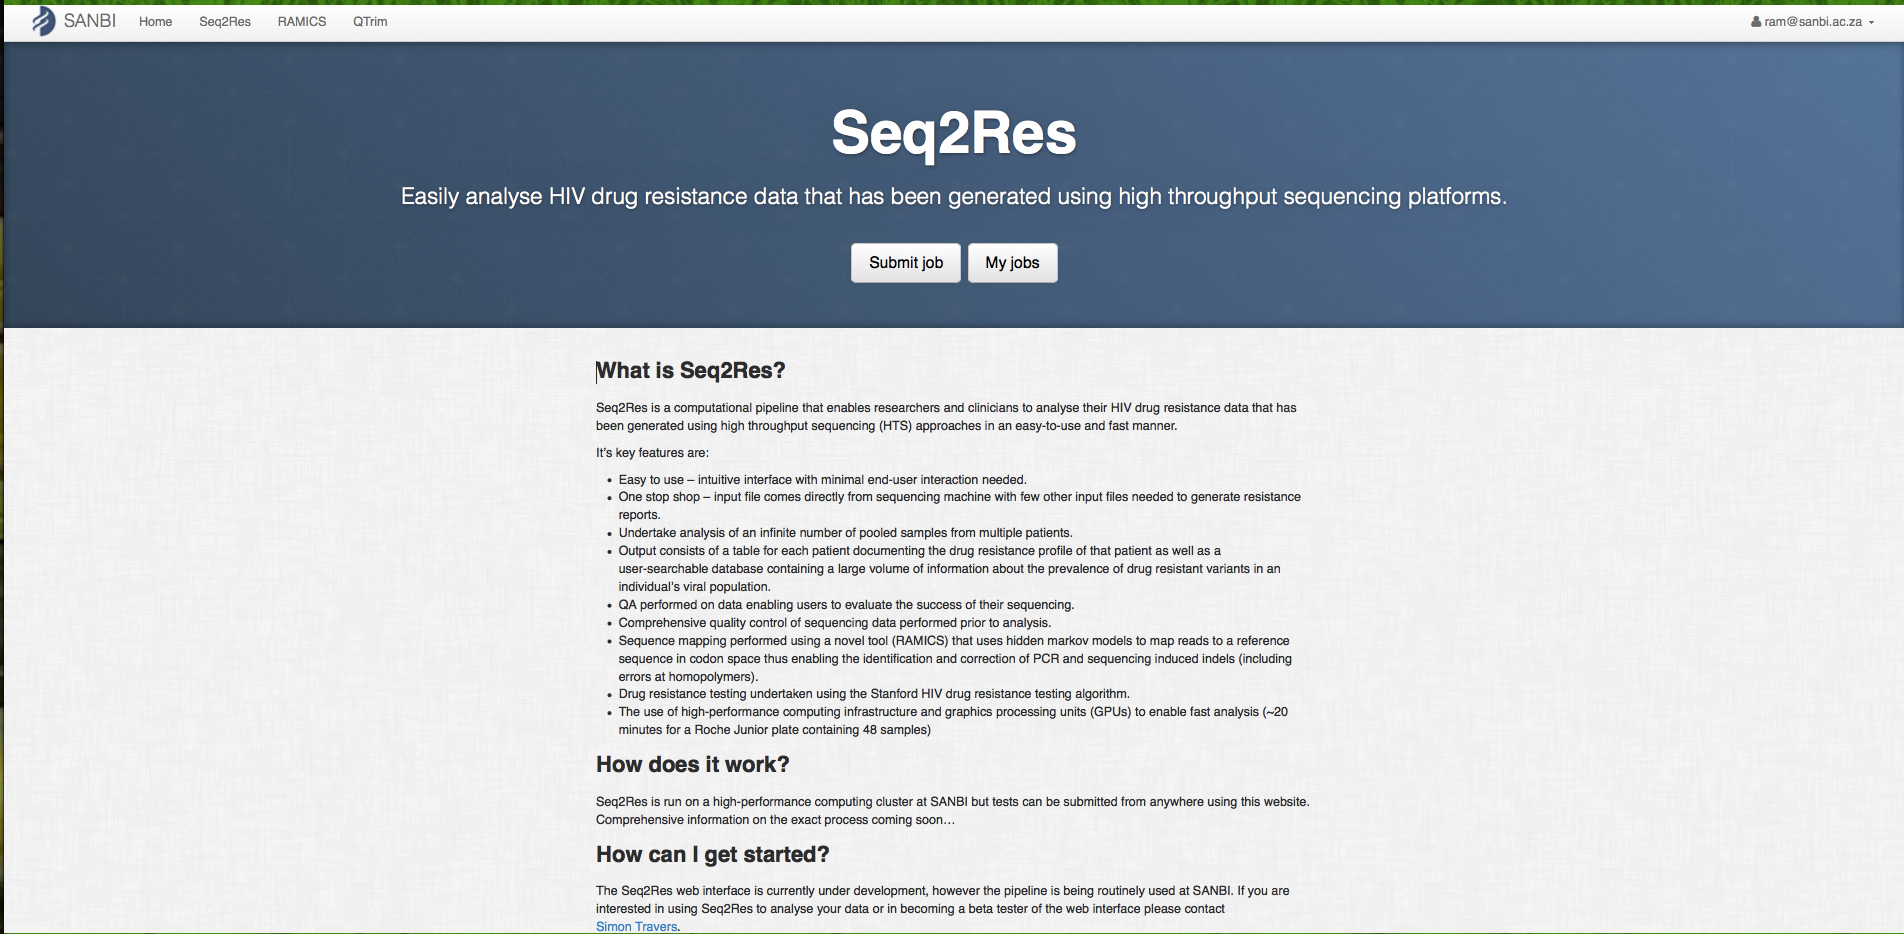 SANBI Home Seq2Res RAMICS QTrim ram@sanbi.ac.za
Seq2Res
Easily analyse HIV drug resistance data that has been generated using high throughput sequencing platforms.
Submit job My jobs
What is Seq2Res?
Seq2Res is a computational pipeline that enables researchers and clinicians to analyse their HIV drug resistance data that has
been generated using high throughput sequencing (HTS) approaches in an easy-to-use and fast manner.
It's key features are:
• Easy to use – intuitive interface with minimal end-user interaction needed.
• One stop shop – input file comes directly from sequencing machine with few other input files needed to generate resistance
reports.
• Undertake analysis of an infinite number of pooled samples from multiple patients.
• Output consists of a table for each patient documenting the drug resistance profile of that patient as well as a
user-searchable database containing a large volume of information about the prevalence of drug resistant variants in an
individual's viral population.
• QA performed on data enabling users to evaluate the success of their sequencing.
• Comprehensive quality control of sequencing data performed prior to analysis.
• Sequence mapping performed using a novel tool (RAMICS) that uses hidden markov models to map reads to a reference
sequence in codon space thus enabling the identification and correction of PCR and sequencing induced indels (including
errors at homopolymers).
• Drug resistance testing undertaken using the Stanford HIV drug resistance testing algorithm.
• The use of high-performance computing infrastructure and graphics processing units (GPUs) to enable fast analysis (~20
minutes for a Roche Junior plate containing 48 samples)
How does it work?
Seq2Res is run on a high-performance computing cluster at SANBI but tests can be submitted from anywhere using this website.
Comprehensive information on the exact process coming soon…
How can I get started?
The Seq2Res web interface is currently under development, however the pipeline is being routinely used at SANBI. If you are
interested in using Seq2Res to analyse your data or in becoming a beta tester of the web interface please contact
Simon Travers.